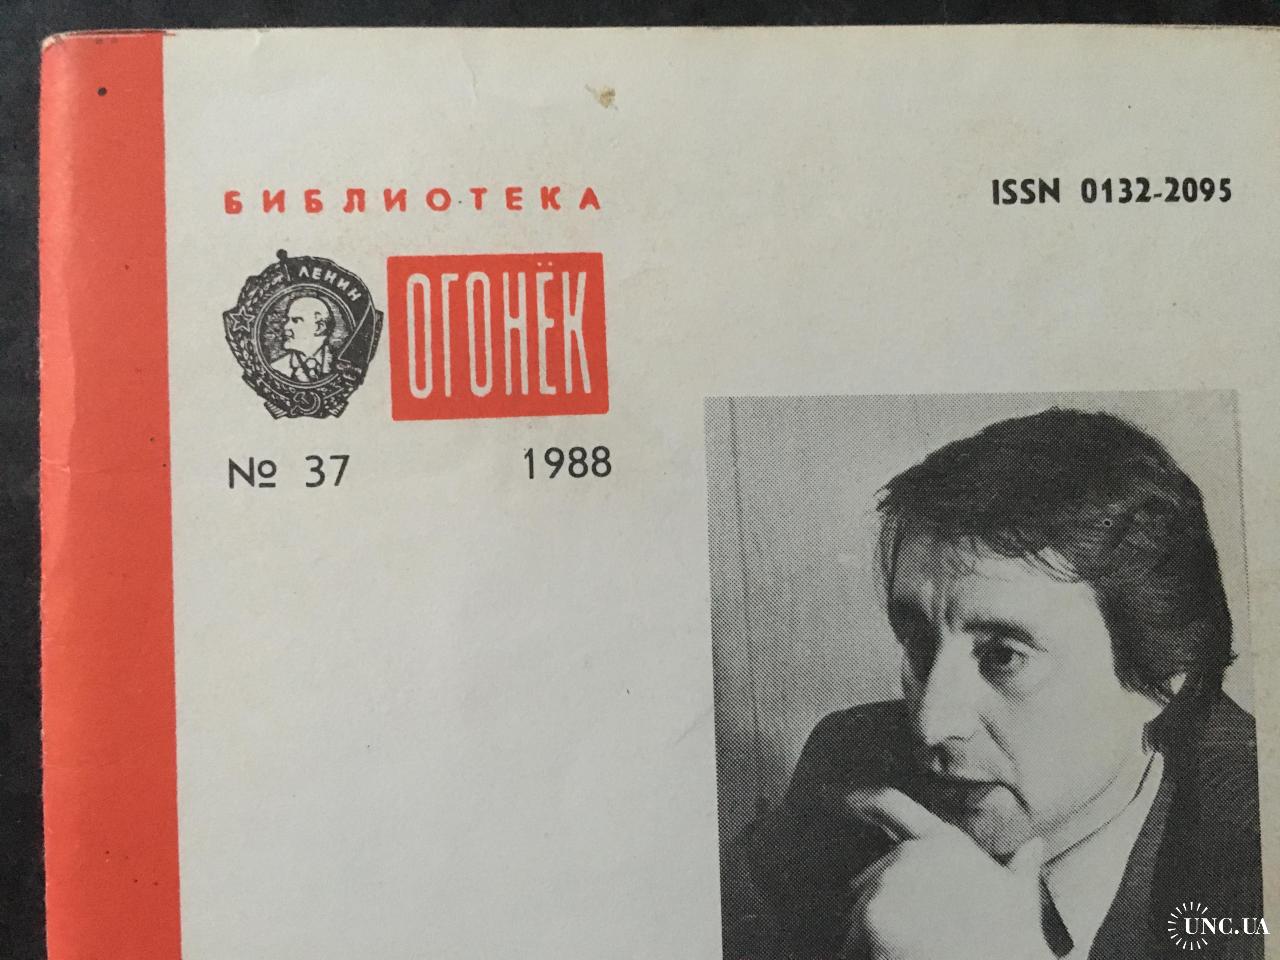 БИБЛИОТЕКА
ISSN 0132-2095
ЛЕНИН
ОГОНЁК
№ 37 1988
UNC.UA